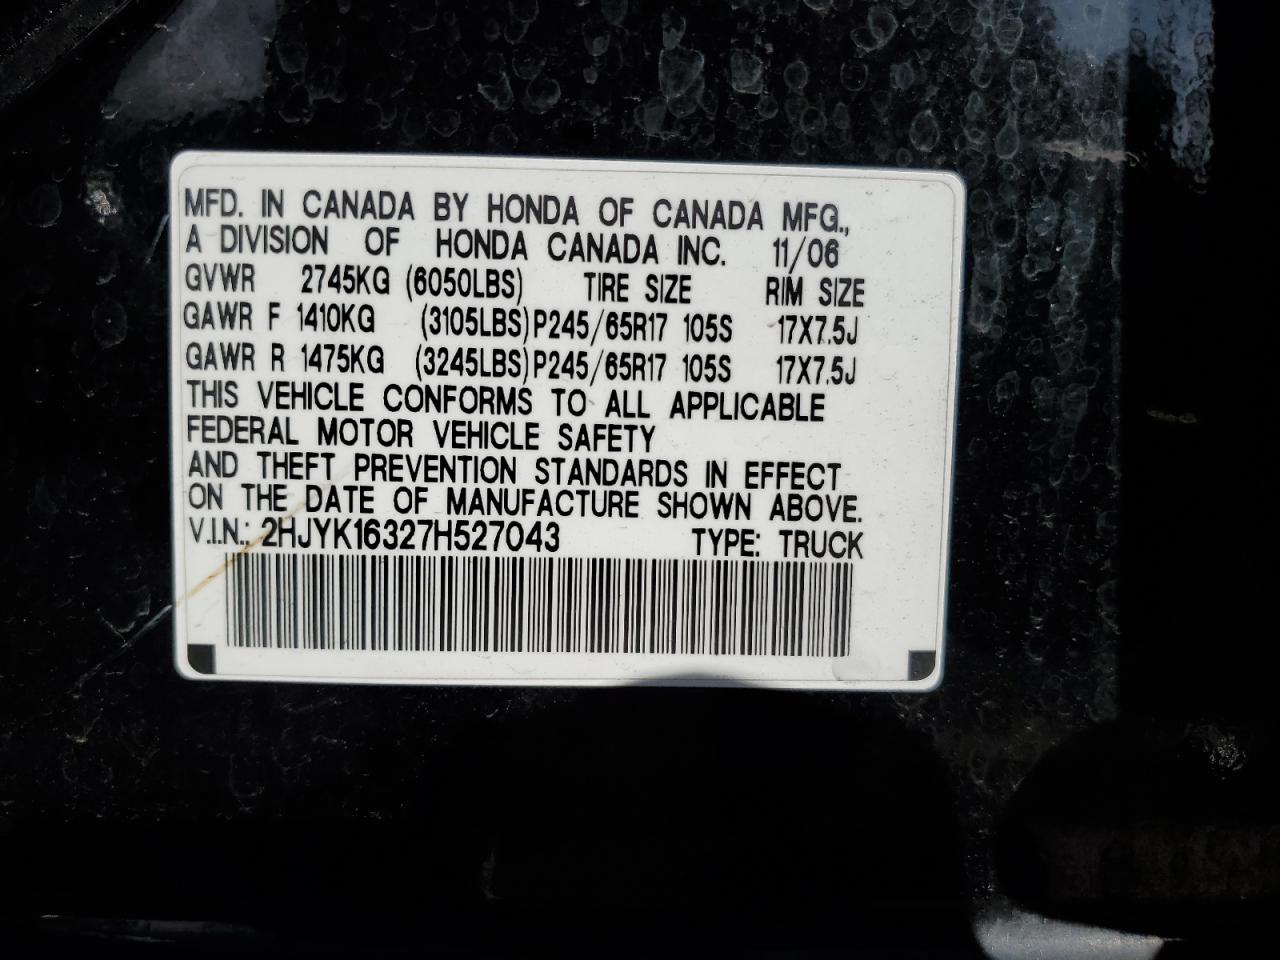 MFD. IN CANADA BY HONDA OF CANADA MFG.,
A DIVISION OF HONDA CANADA INC. 11/06
GVWR 2745KG (6050LBS) TIRE SIZE RIM SIZE
GAWR F 1410KG (3105LBS) P245/65R17 105S 17X7.5J
GAWR R 1475KG (3245LBS) P245/65R17 105S 17X7.5J
THIS VEHICLE CONFORMS TO ALL APPLICABLE
FEDERAL MOTOR VEHICLE SAFETY
AND THEFT PREVENTION STANDARDS IN EFFECT
ON THE DATE OF MANUFACTURE SHOWN ABOVE.
V.I.N.: 2HJYK16327H527043 TYPE: TRUCK